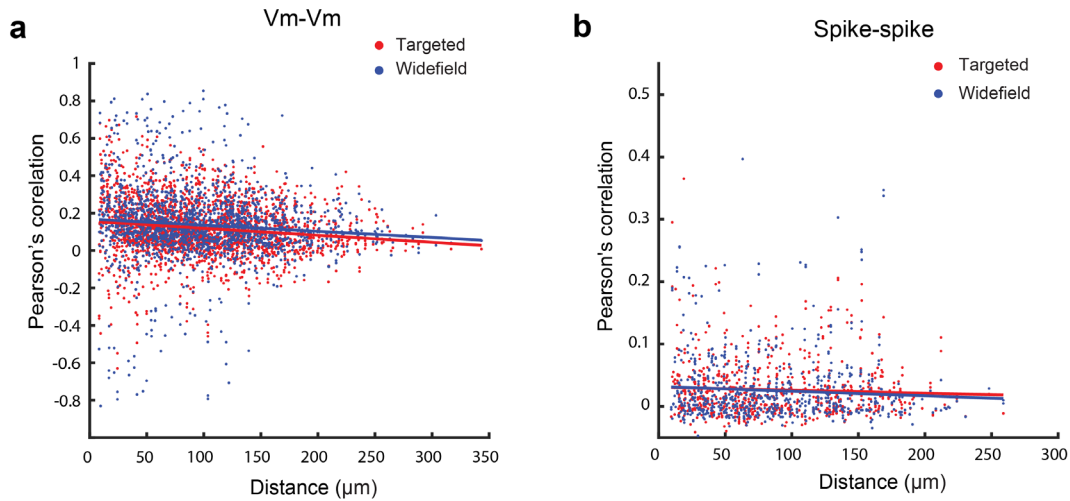 a
Vm-Vm
Targeted
Widefield
Pearson's corelation
1
0.8
0.6
0.4
0.2
0
-0.2
-0.4
-0.6
-0.8
0 50 100 150 200 250 300 350
Distance (μm)
b
Spike-spike
Targeted
Widefield
Pearson's correlation
0.5
0.4
0.3
0.2
0.1
0
0 50 100 150 200 250 300
Distance (μm)